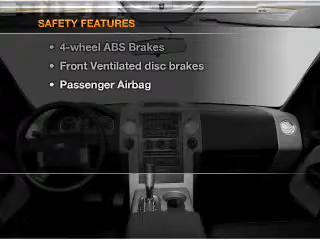 SAFETY FEATURES
• 4-wheel ABS Brakes
• Front Ventilated disc brakes
• Passenger Airbag